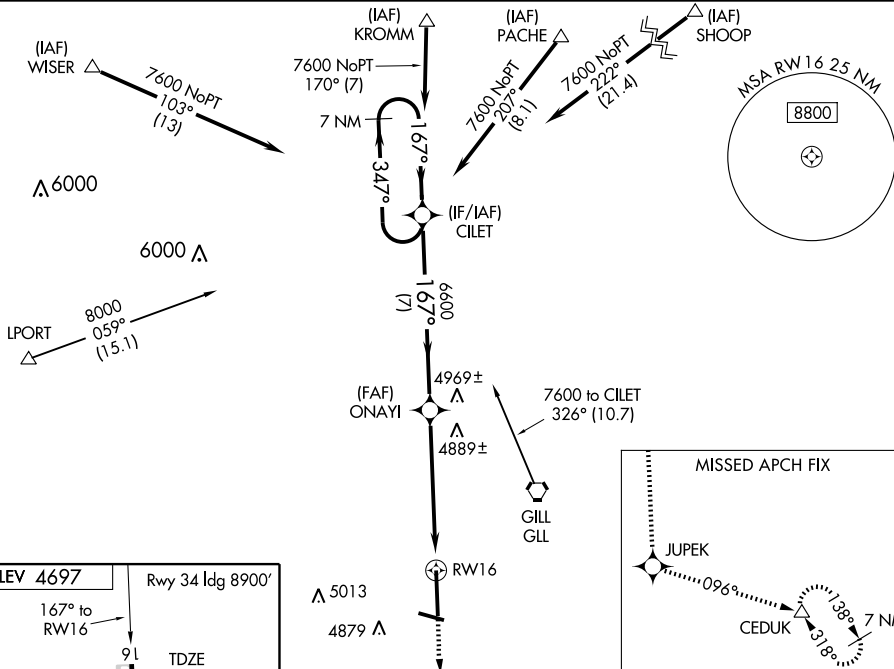 (IAF)
WISER
7600 NoPT
103°
(13)
(IAF)
KROMM
7600 NoPT
170° (7)
(IAF)
PACHE
7600 NoPT
207°
(8.1)
(IAF)
SHOOP
7600 NoPT
222°
(21.4)
MSA RW16 25 NM
8800
7 NM
167°
347°
(IF/IAF)
CILET
6000
6000
LPORT
8000
059°
(15.1)
6600
167°
(7)
(FAF)
ONAYI
4969±
4889±
7600 to CILET
326° (10.7)
GILL
GLL
RW16
5013
4879
LEV 4697
Rwy 34 ldg 8900'
167° to
RW16
16
TDZE
MISSED APCH FIX
JUPEK
096°
CEDUK
138°
318°
7 NM